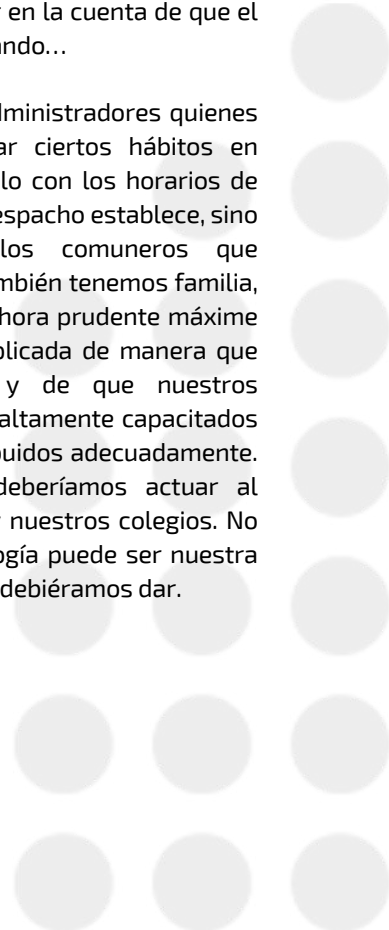 en la cuenta de que el
ando…
ministradores quienes
ar ciertos hábitos en
lo con los horarios de
espacho establece, sino
los comuneros que
mbién tenemos familia,
hora prudente máxime
plicada de manera que
y de que nuestros
altamente capacitados
buidos adecuadamente.
deberíamos actuar al
r nuestros colegios. No
ogía puede ser nuestra
debiéramos dar.